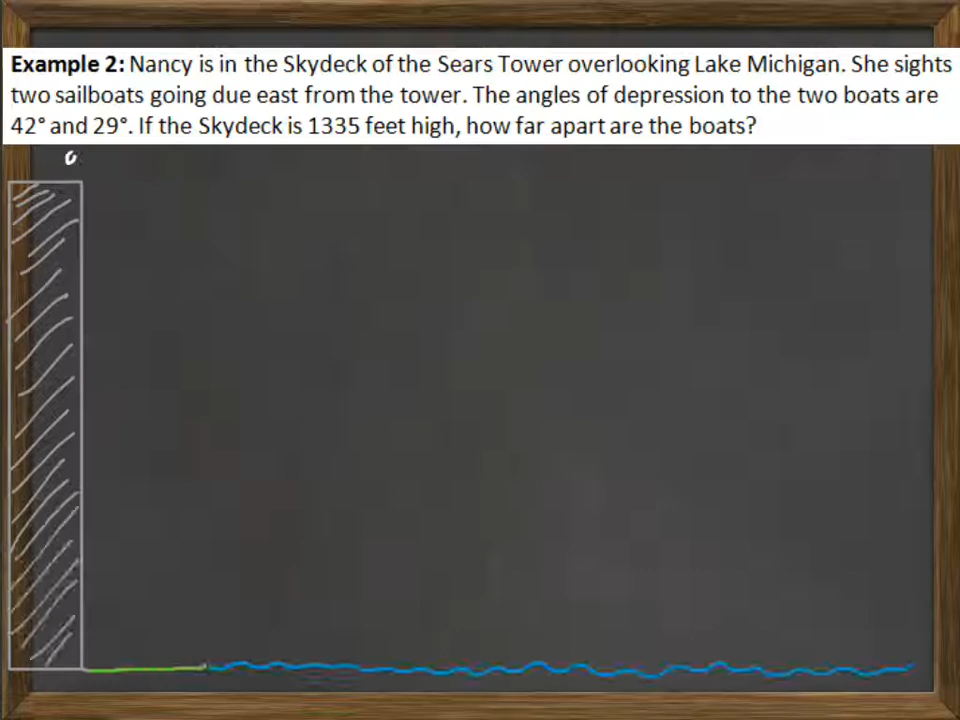 Example 2: Nancy is in the Skydeck of the Sears Tower overlooking Lake Michigan. She sights
two sailboats going due east from the tower. The angles of depression to the two boats are
42° and 29°. If the Skydeck is 1335 feet high, how far apart are the boats?